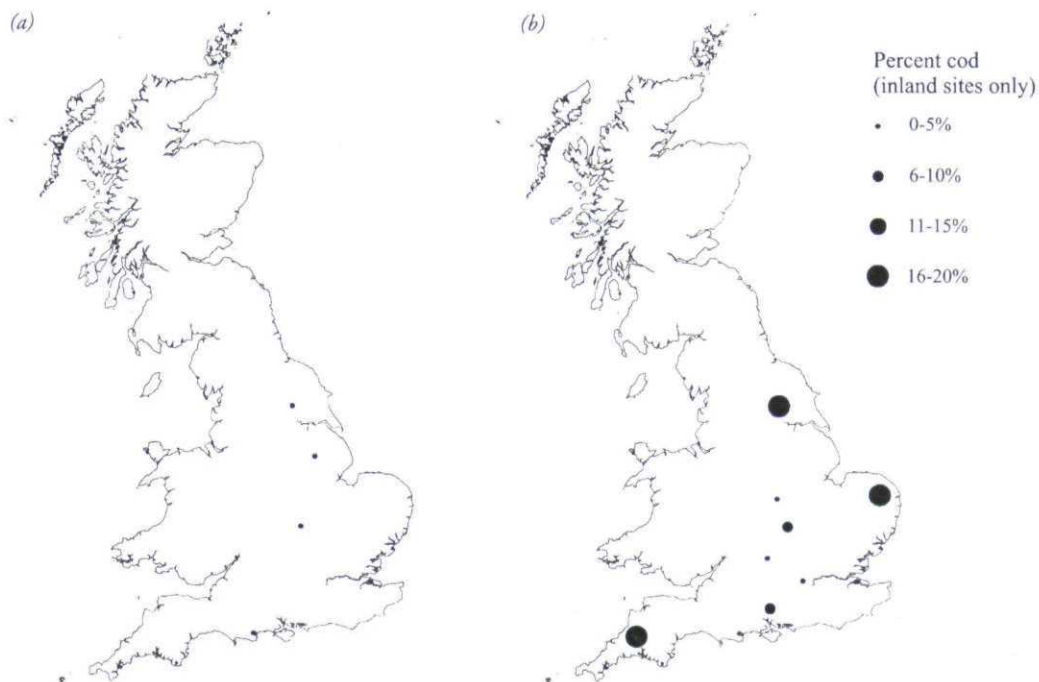 (a)
(b)
Percent cod
(inland sites only)
0-5%
6-10%
11-15%
16-20%